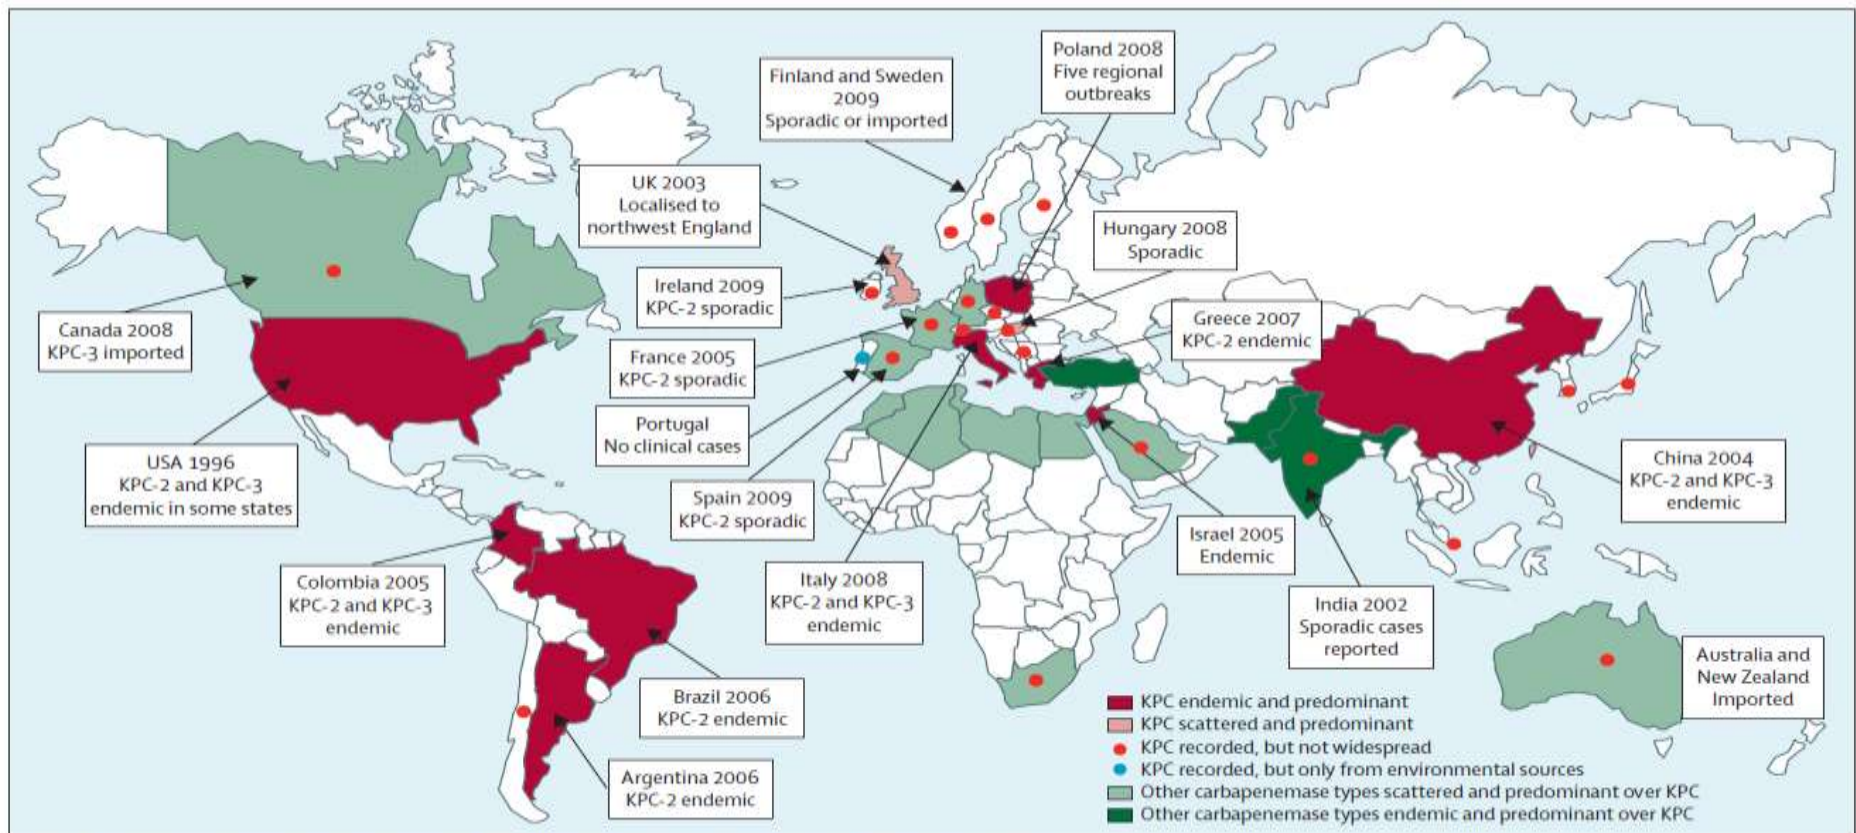 Poland 2008
Five regional
outbreaks
Finland and Sweden
2009
Sporadic or imported
UK 2003
Localised to
northwest England
Hungary 2008
Sporadic
Ireland 2009
KPC-2 sporadic
Canada 2008
KPC-3 imported
Greece 2007
KPC-2 endemic
France 2005
KPC-2 sporadic
Portugal
No clinical cases
USA 1996
KPC-2 and KPC-3
endemic in some states
China 2004
KPC-2 and KPC-3
endemic
Spain 2009
KPC-2 sporadic
Israel 2005
Endemic
Colombia 2005
KPC-2 and KPC-3
endemic
Italy 2008
KPC-2 and KPC-3
endemic
India 2002
Sporadic cases
reported
Australia and
New Zealand
Imported
Brazil 2006
KPC-2 endemic
Argentina 2006
KPC-2 endemic
KPC endemic and predominant
KPC scattered and predominant
KPC recorded, but not widespread
KPC recorded, but only from environmental sources
Other carbapenemase types scattered and predominant over KPC
Other carbapenemase types endemic and predominant over KPC